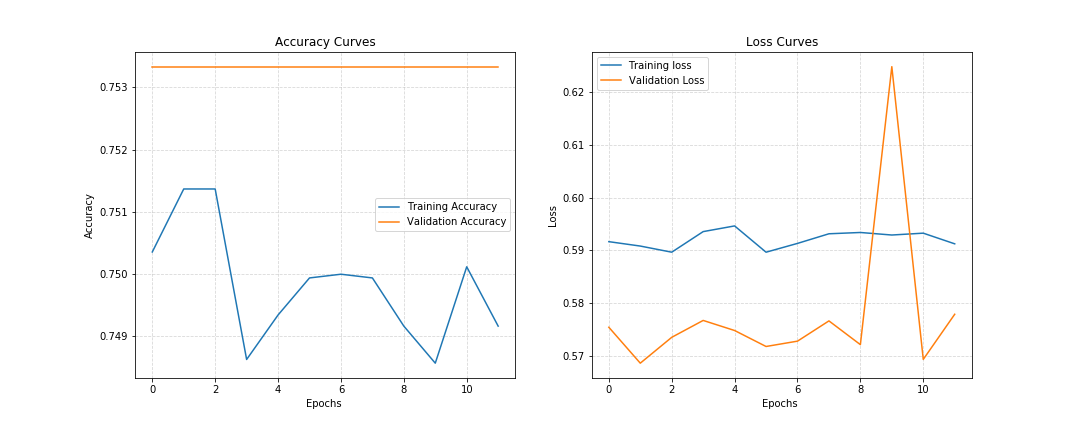 Accuracy Curves
Accuracy
0.753
0.752
0.751
0.750
0.749
Training Accuracy
Validation Accuracy
0 2 4 6 8 10
Epochs
Loss Curves
Loss
0.62
0.61
0.60
0.59
0.58
0.57
Training loss
Validation Loss
0 2 4 6 8 10
Epochs